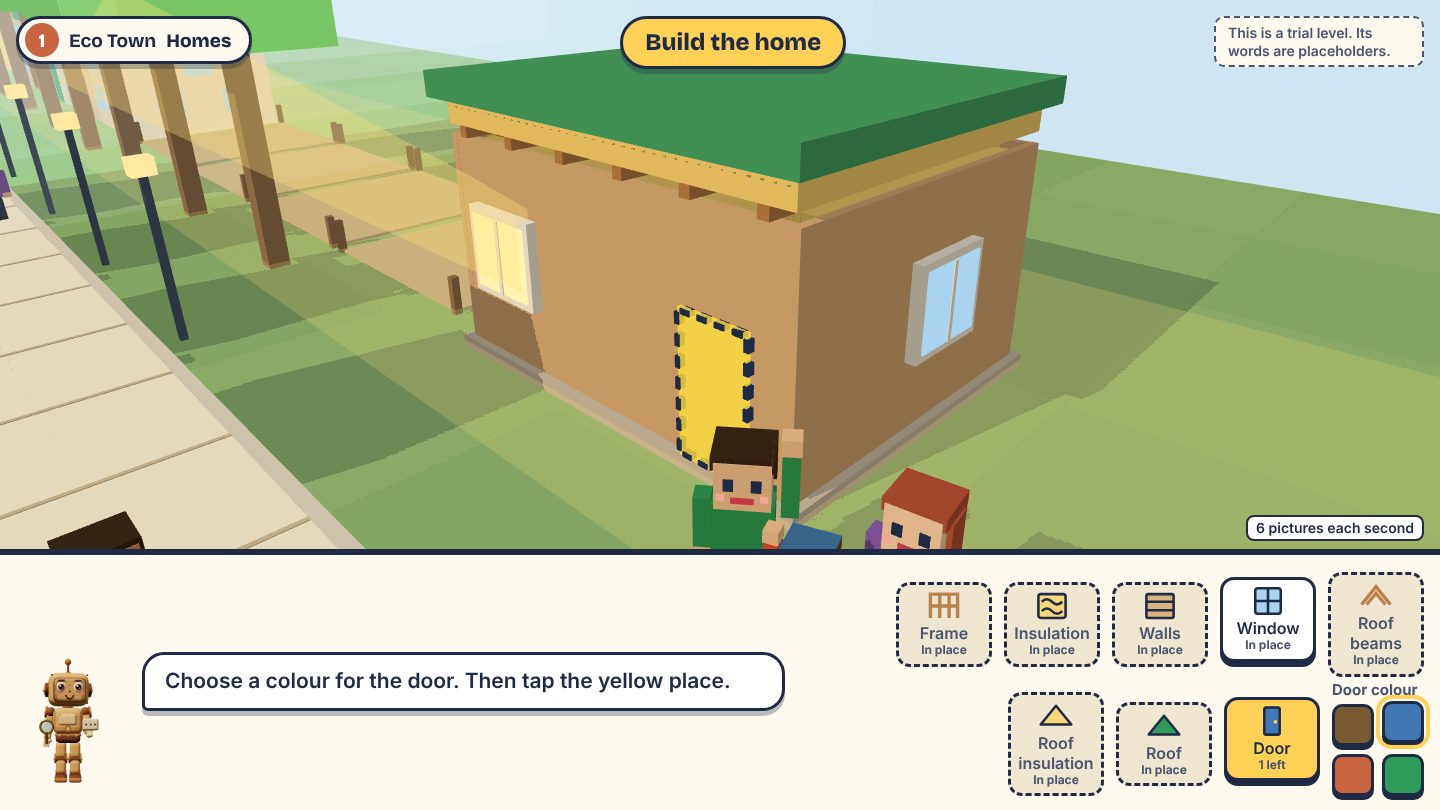 1 Eco Town Homes
Build the home
This is a trial level. Its
words are placeholders.
6 pictures each second
Choose a colour for the door. Then tap the yellow place.
Frame
In place
Insulation
In place
Walls
In place
Window
In place
Roof
beams
In place
Roof
insulation
In place
Roof
In place
Door
1 left
Door colour